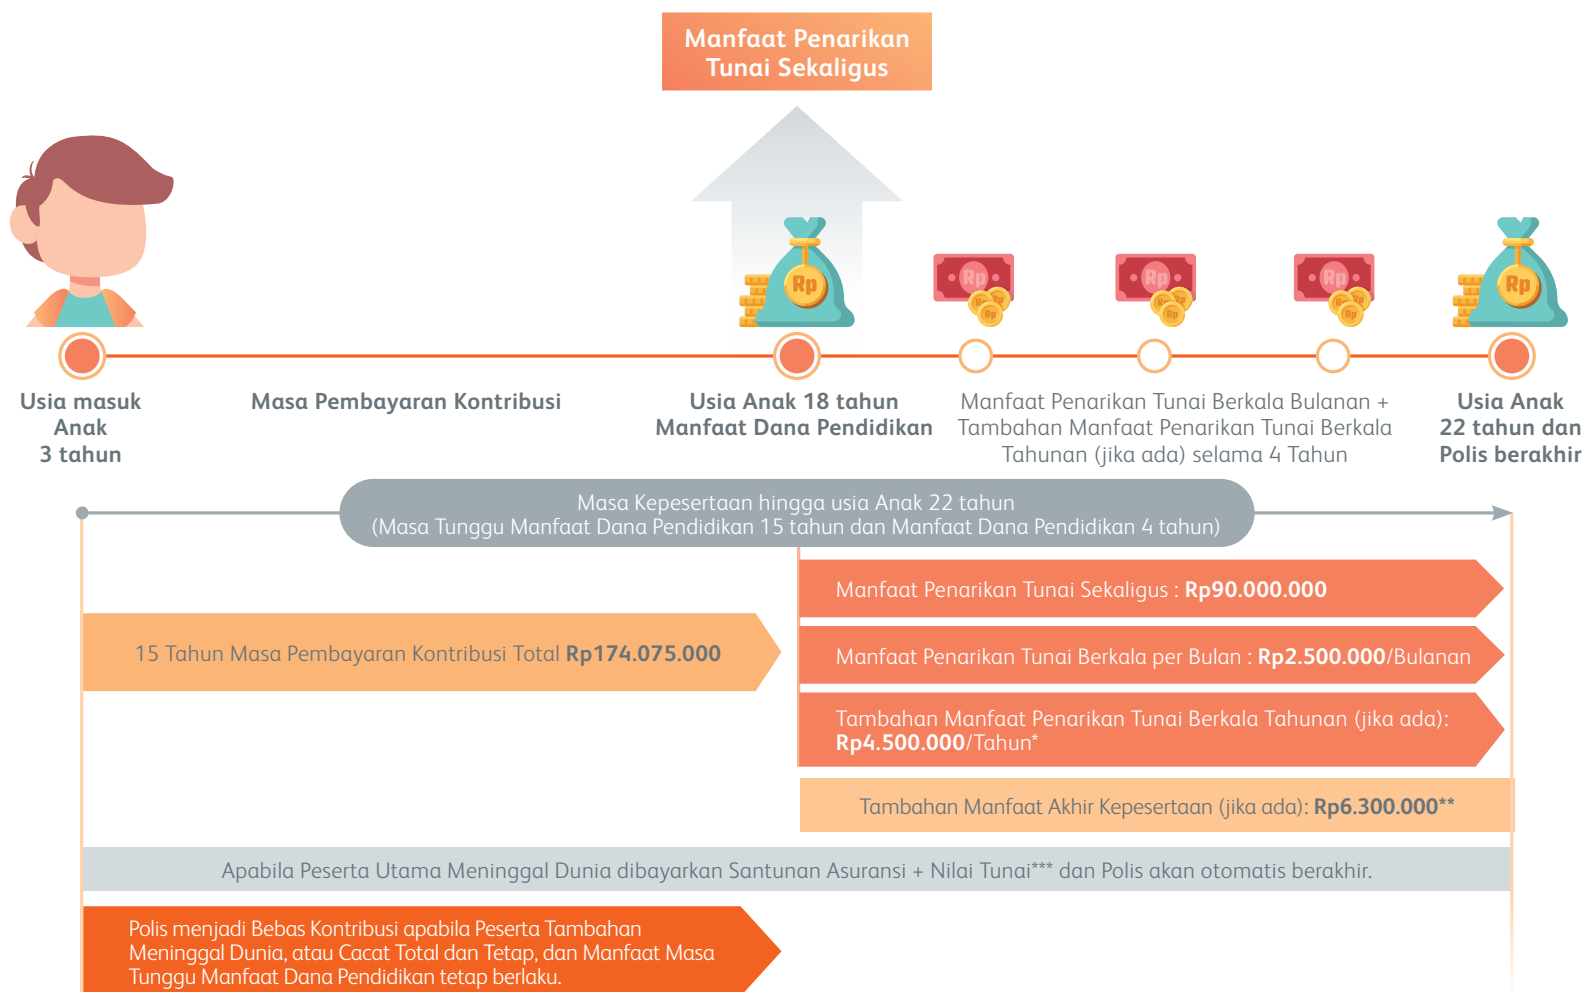 Manfaat Penarikan
Tunai Sekaligus
Rp
Rp
Rp
Rp
Rp
Rp
Rp
Rp
Rp
Usia masuk
Anak
3 tahun
Masa Pembayaran Kontribusi
Usia Anak 18 tahun
Manfaat Dana Pendidikan
Manfaat Penarikan Tunai Berkala Bulanan +
Tambahan Manfaat Penarikan Tunai Berkala
Tahunan (jika ada) selama 4 Tahun
Usia Anak
22 tahun dan
Polis berakhir
Masa Kepesertaan hingga usia Anak 22 tahun
(Masa Tunggu Manfaat Dana Pendidikan 15 tahun dan Manfaat Dana Pendidikan 4 tahun)
15 Tahun Masa Pembayaran Kontribusi Total Rp174.075.000
Manfaat Penarikan Tunai Sekaligus : Rp90.000.000
Manfaat Penarikan Tunai Berkala per Bulan : Rp2.500.000/Bulanan
Tambahan Manfaat Penarikan Tunai Berkala Tahunan (jika ada):
Rp4.500.000/Tahun*
Tambahan Manfaat Akhir Kepesertaan (jika ada): Rp6.300.000**
Apabila Peserta Utama Meninggal Dunia dibayarkan Santunan Asuransi + Nilai Tunai*** dan Polis akan otomatis berakhir.
Polis menjadi Bebas Kontribusi apabila Peserta Tambahan
Meninggal Dunia, atau Cacat Total dan Tetap, dan Manfaat Masa
Tunggu Manfaat Dana Pendidikan tetap berlaku.